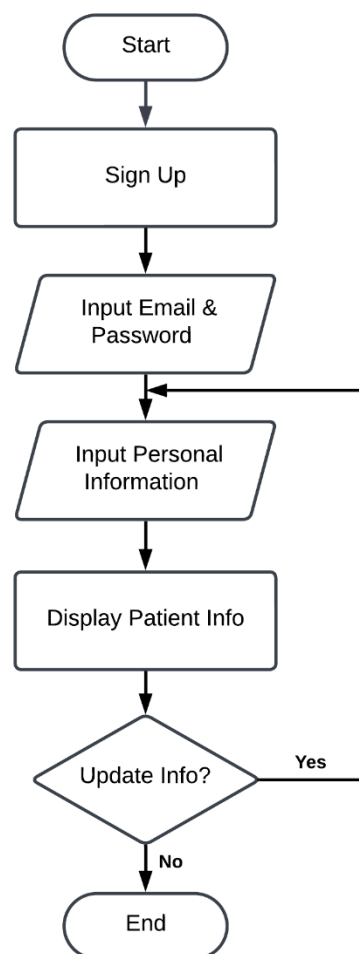 Start
Sign Up
Input Email &
Password
Input Personal
Information
Display Patient Info
Update Info?
Yes
No
End